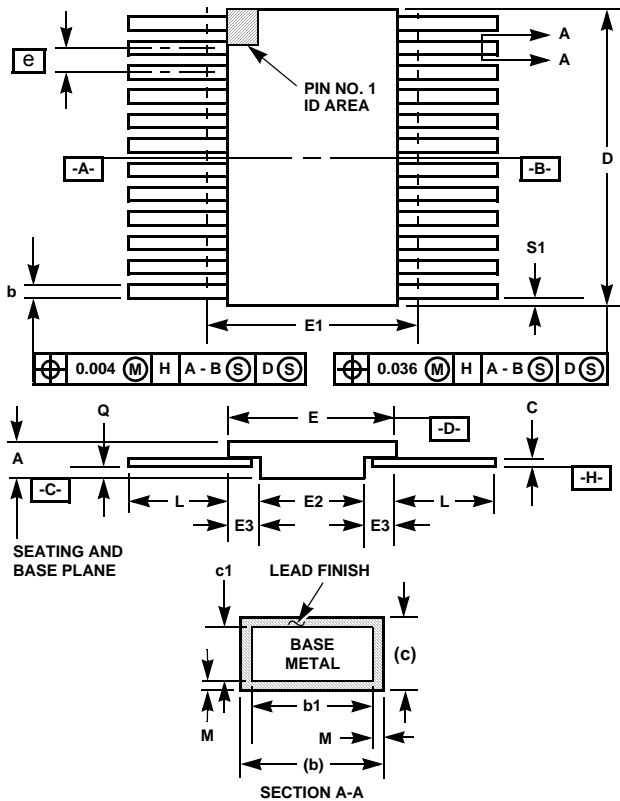 A
e
A
PIN NO. 1
ID AREA
-A-
-B-
D
S1
b
E1
⌖ 0.004 Ⓜ H A - B Ⓢ D Ⓢ
⌖ 0.036 Ⓜ H A - B Ⓢ D Ⓢ
Q
E
C
-D-
A
-C-
-H-
L
E2
L
E3
E3
SEATING AND
BASE PLANE
c1
LEAD FINISH
BASE
METAL
(c)
b1
M
M
(b)
SECTION A-A